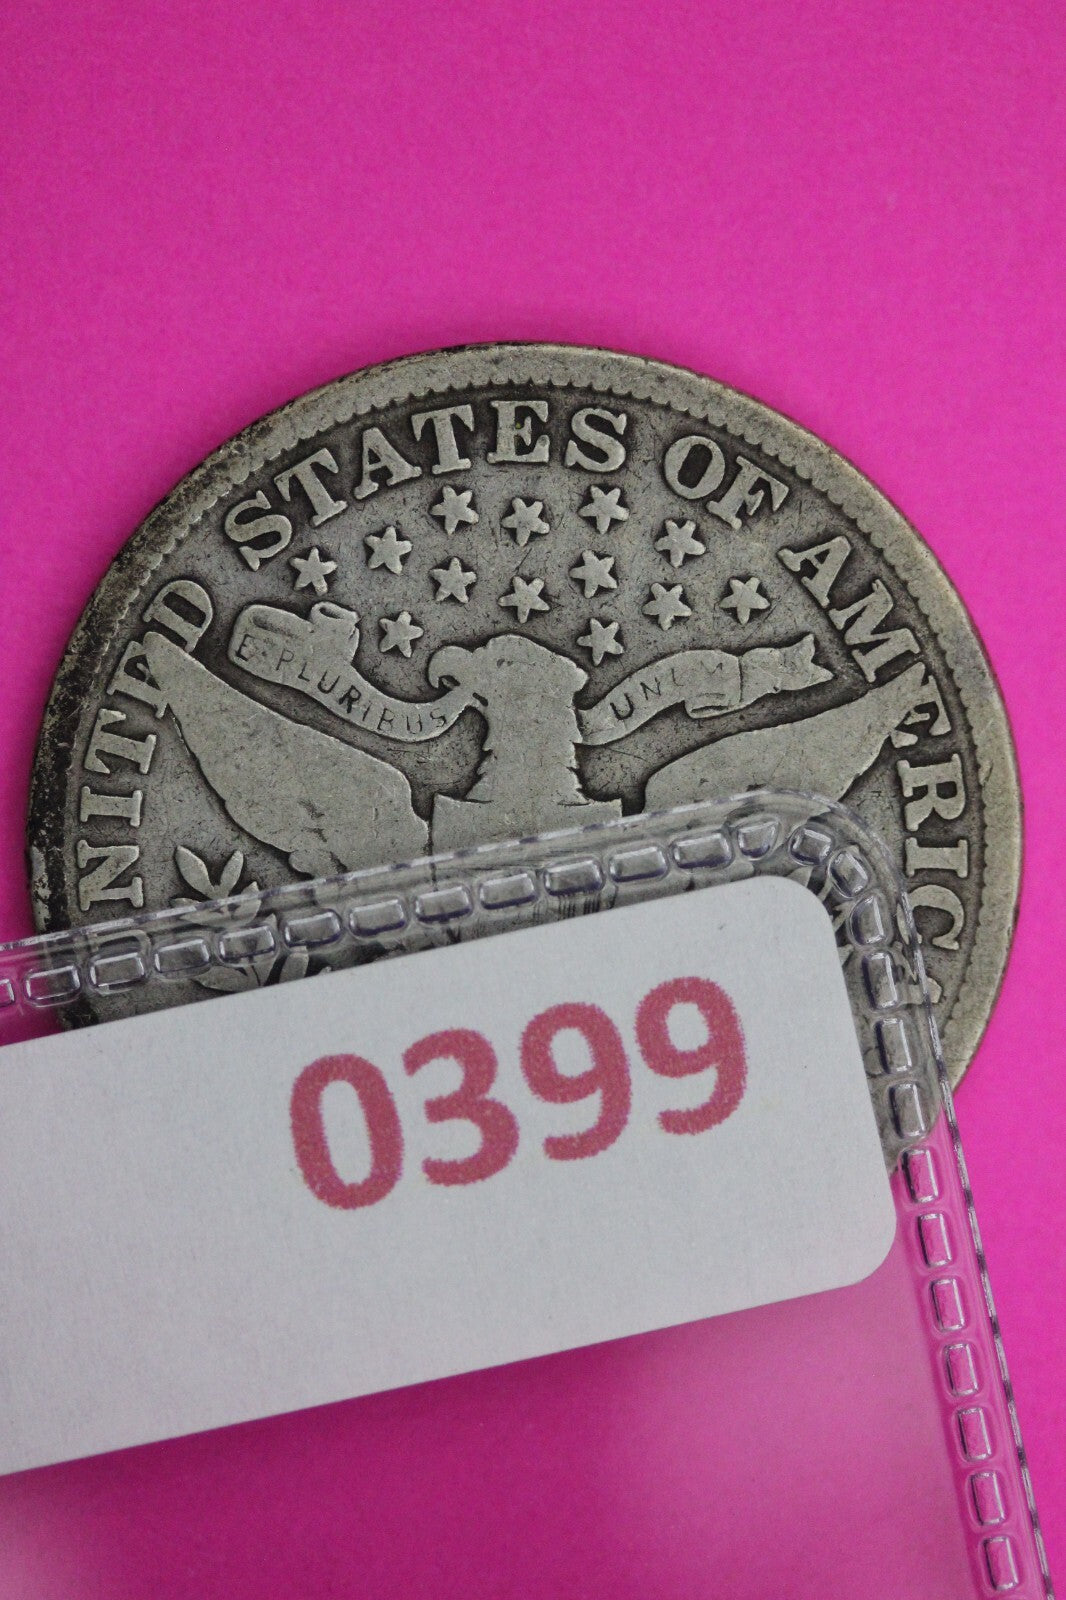 UNITED STATES OF AMERICA
E PLURIBUS UNUM
0399